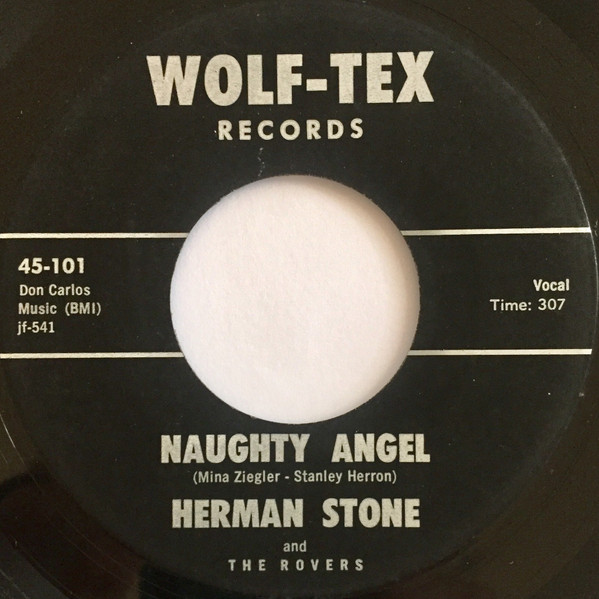 WOLF-TEX
RECORDS
45-101
Don Carlos
Music (BMI)
jf-541
Vocal
Time: 307
NAUGHTY ANGEL
(Mina Ziegler - Stanley Herron)
HERMAN STONE
and
THE ROVERS